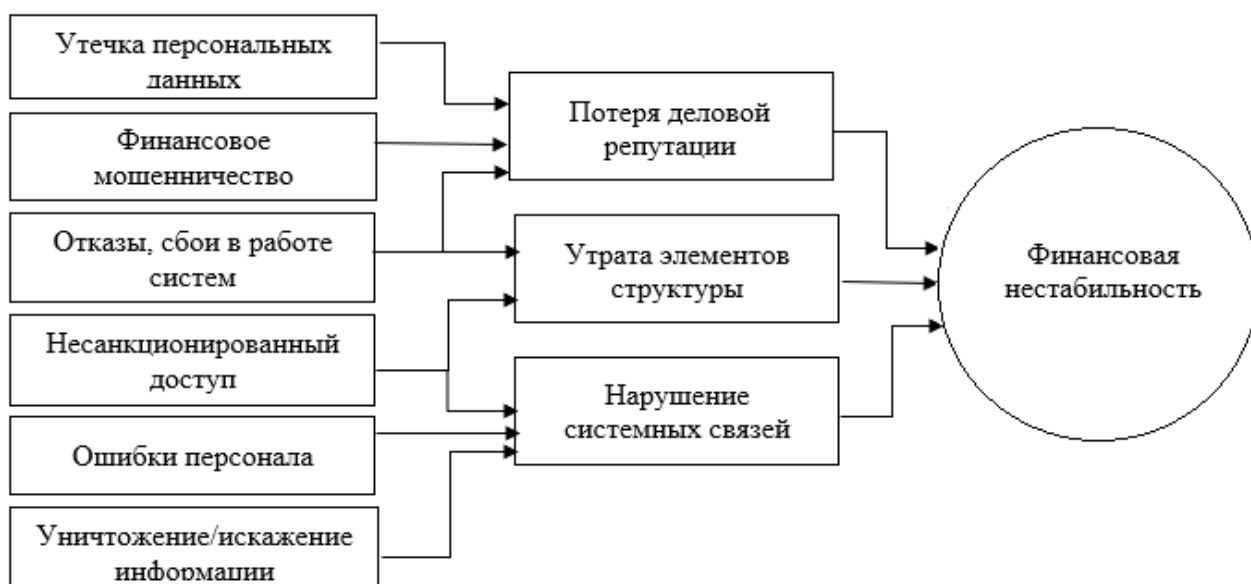 Утечка персональных
данных
Финансовое
мошенничество
Отказы, сбои в работе
систем
Несанкционированный
доступ
Ошибки персонала
Уничтожение/искажение
информации
Потеря деловой
репутации
Утрата элементов
структуры
Нарушение
системных связей
Финансовая
нестабильность